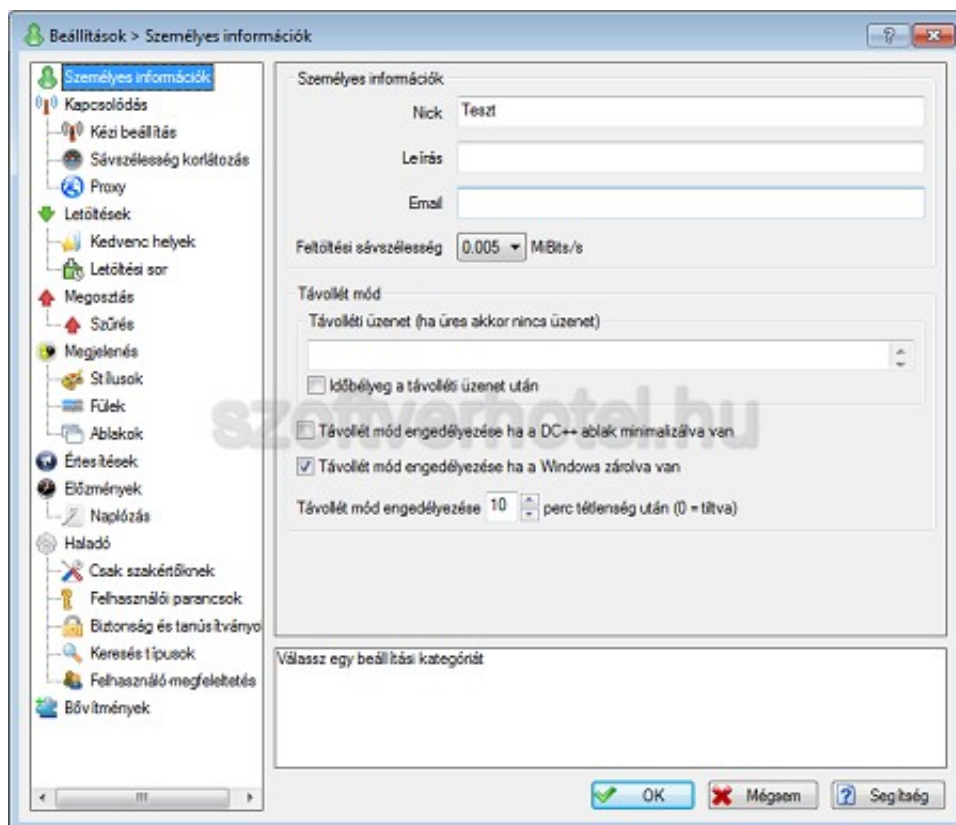 Beállítások > Személyes információk
Személyes információk
Kapcsolódás
Kézi beállítás
Sávszélesség korlátozás
Proxy
Letöltések
Kedvenc helyek
Letöltési sor
Megosztás
Szűrés
Megjelenés
Stílusok
Fülek
Ablakok
Értesítések
Előzmények
Naplózás
Haladó
Csak szakértőknek
Felhasználói parancsok
Biztonság és tanúsítványo
Keresés típusok
Felhasználó megfeleltetés
Bővítmények
Személyes információk
Nick Teszt
Leírás
Email
Feltöltési sávszélesség 0.005 MiBits/s
Távollét mód
Távolléti üzenet (ha üres akkor nincs üzenet)
Időbélyeg a távolléti üzenet után
szoftverhotel.hu
Távollét mód engedélyezése ha a DC++ ablak minimalizálva van
Távollét mód engedélyezése ha a Windows zárolva van
Távollét mód engedélyezése 10 perc tétlenség után (0 = tiltva)
Válassz egy beállítási kategóriát
OK Mégsem Segítség